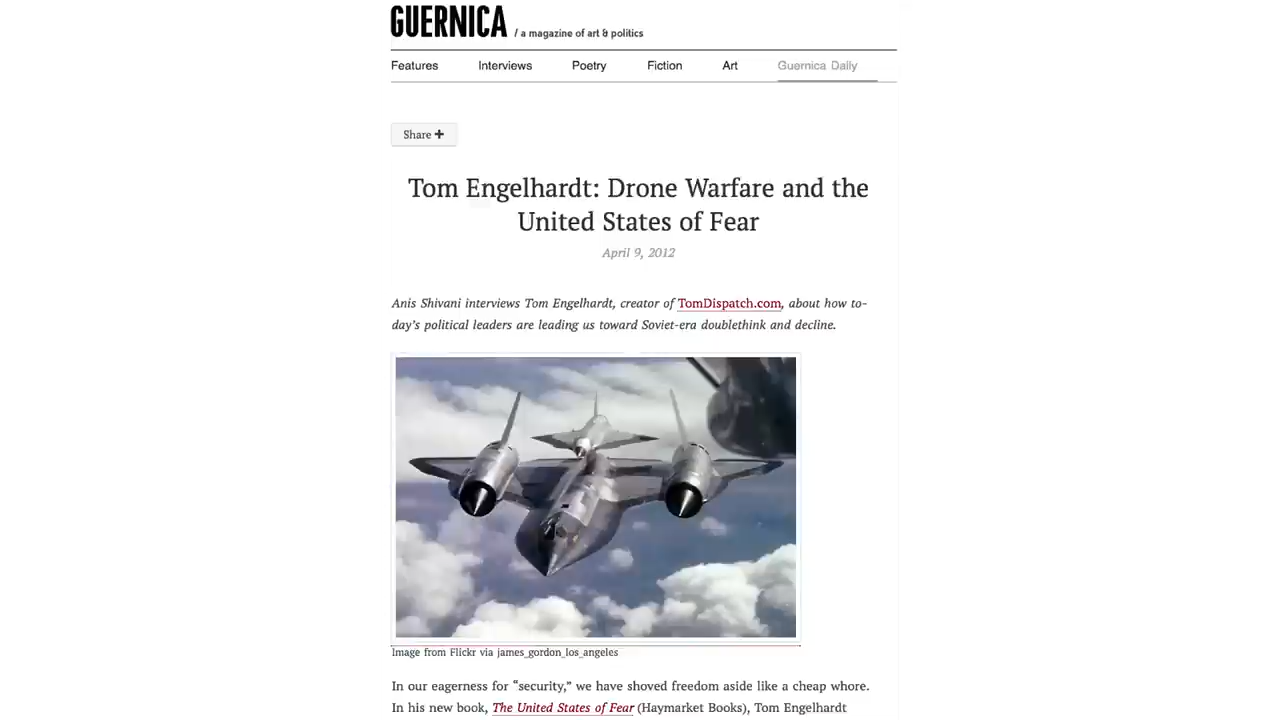 GUERNICA / a magazine of art & politics
Features Interviews Poetry Fiction Art Guernica Daily
Share +
Tom Engelhardt: Drone Warfare and the
United States of Fear
April 9, 2012
Anis Shivani interviews Tom Engelhardt, creator of TomDispatch.com, about how to-
day’s political leaders are leading us toward Soviet-era doublethink and decline.
Image from Flickr via james_gordon_los_angeles
In our eagerness for “security,” we have shoved freedom aside like a cheap whore.
In his new book, The United States of Fear (Haymarket Books), Tom Engelhardt